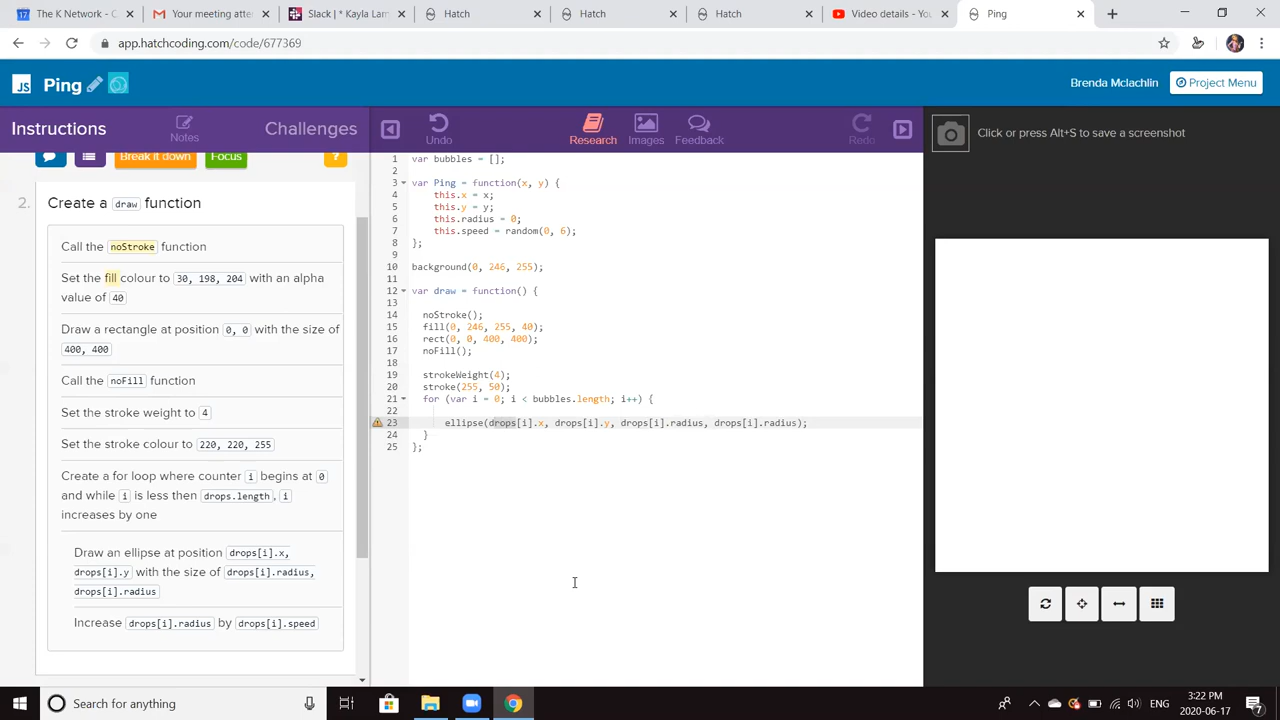 17 The K Network - C
Your meeting atte
Slack | * Kayla Lam
Hatch
Hatch
Hatch
Video details - You
Ping
app.hatchcoding.com/code/677369
JS Ping
Brenda Mclachlin
Project Menu
Instructions
Notes
Challenges
Undo
Research
Images
Feedback
Redo
Click or press Alt+S to save a screenshot
Break it down
Focus
?
2. Create a draw function
Call the noStroke function
Set the fill colour to 30, 198, 204 with an alpha
value of 40
Draw a rectangle at position 0, 0 with the size of
400, 400
Call the noFill function
Set the stroke weight to 4
Set the stroke colour to 220, 220, 255
Create a for loop where counter i begins at 0
and while i is less then drops.length, i
increases by one
Draw an ellipse at position drops[i].x,
drops[i].y with the size of drops[i].radius,
drops[i].radius
Increase drops[i].radius by drops[i].speed
1 var bubbles = [];
2
3 var Ping = function(x, y) {
4 this.x = x;
5 this.y = y;
6 this.radius = 0;
7 this.speed = random(0, 6);
8 };
9
10 background(0, 246, 255);
11
12 var draw = function() {
13
14 noStroke();
15 fill(0, 246, 255, 40);
16 rect(0, 0, 400, 400);
17 noFill();
18
19 strokeWeight(4);
20 stroke(255, 50);
21 for (var i = 0; i < bubbles.length; i++) {
22
23 ellipse(drops[i].x, drops[i].y, drops[i].radius, drops[i].radius);
24 }
25 };
Search for anything
ENG
3:22 PM
2020-06-17
7